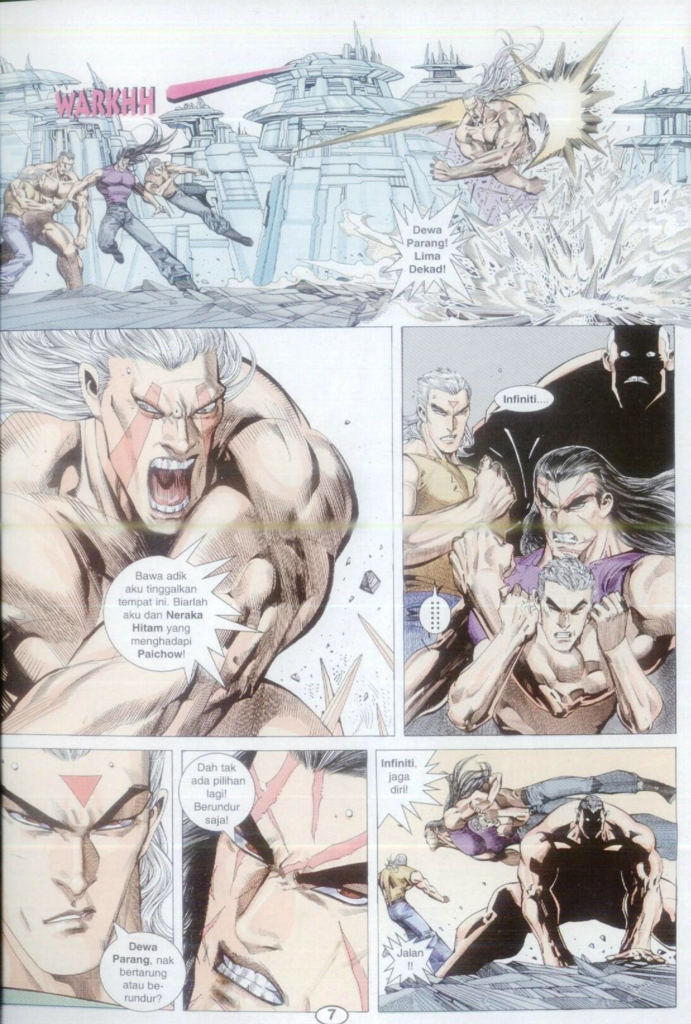 WARKHH
Dewa
Parang!
Lima
Dekad!
Bawa adik
aku tinggalkan
tempat ini. Biarlah
aku dan Neraka
Hitam yang
menghadapi
Paichow!
Infiniti....
Dewa
Parang, nak
bertarung
atau be-
rundur?
Dah tak
ada pilihan
lagi!
Berundur
saja!
Infiniti,
jaga
diri!
Jalan
!!
7